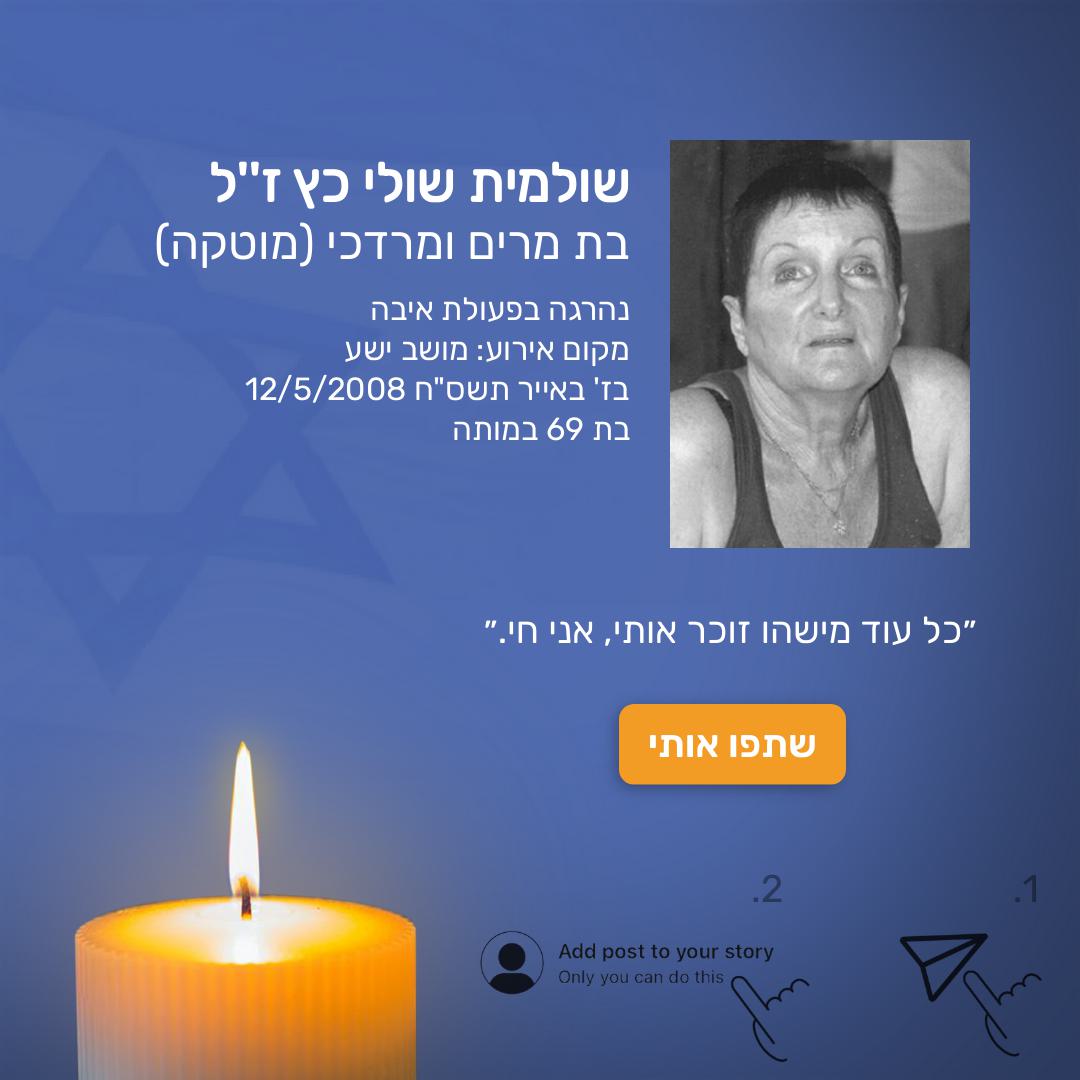 שולמית שולי כץ ז"ל
בת מרים ומרדכי (מוטקה)
נהרגה בפעולת איבה
מקום אירוע: מושב ישע
בז' באייר תשס"ח 12/5/2008
בת 69 במותה
״כל עוד מישהו זוכר אותי, אני חי.״
שתפו אותי
1.
2.
Add post to your story
Only you can do this